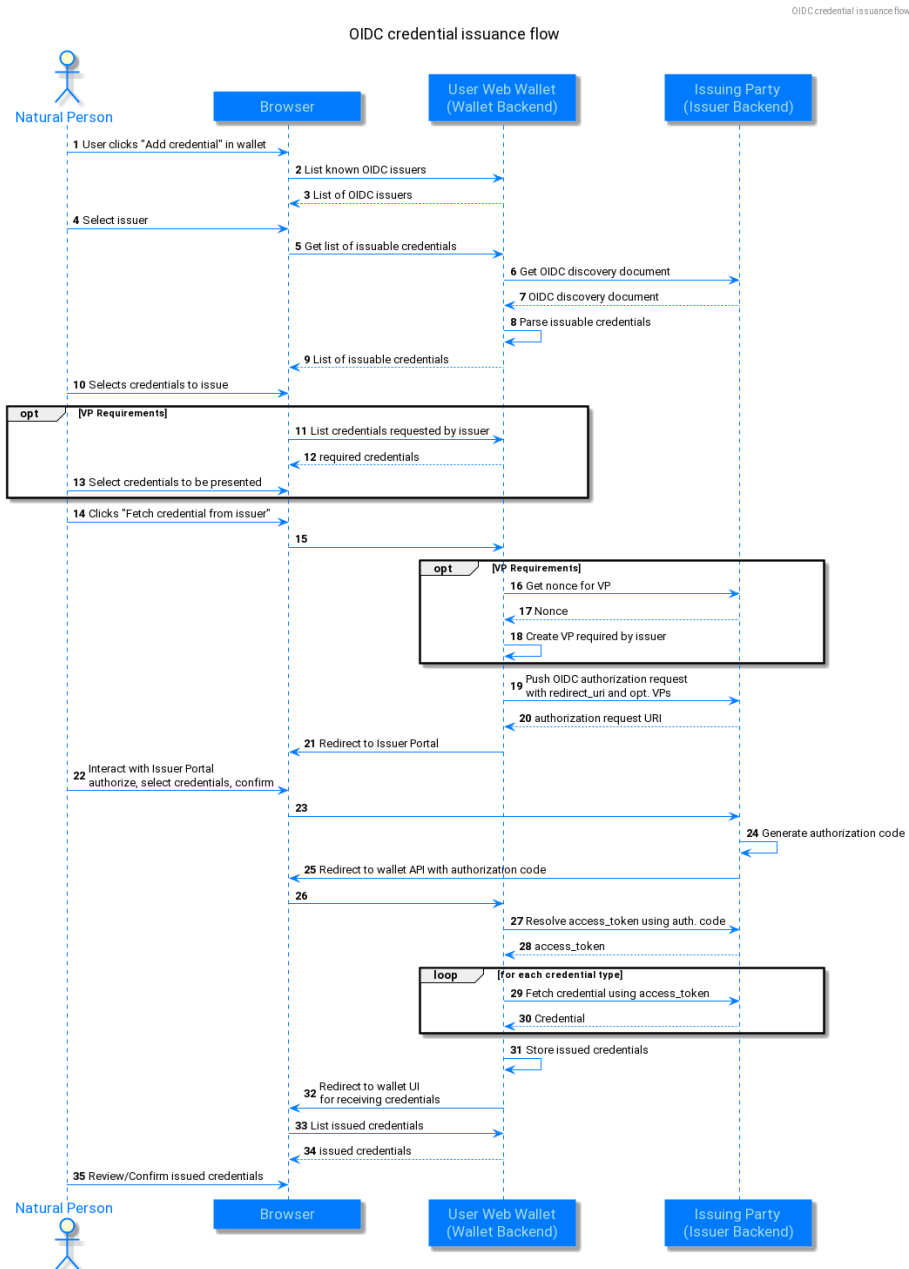 OIDC credential issuance flow
OIDC credential issuance flow
Natural Person
Browser
User Web Wallet
(Wallet Backend)
Issuing Party
(Issuer Backend)
1 User clicks "Add credential" in wallet
2 List known OIDC issuers
3 List of OIDC issuers
4 Select issuer
5 Get list of issuable credentials
6 Get OIDC discovery document
7 OIDC discovery document
8 Parse issuable credentials
9 List of issuable credentials
10 Selects credentials to issue
opt [VP Requirements]
11 List credentials requested by issuer
12 required credentials
13 Select credentials to be presented
14 Clicks "Fetch credential from issuer"
15
opt [VP Requirements]
16 Get nonce for VP
17 Nonce
18 Create VP required by issuer
19 Push OIDC authorization request
with redirect_uri and opt. VPs
20 authorization request URI
21 Redirect to Issuer Portal
22 Interact with Issuer Portal
authorize, select credentials, confirm
23
24 Generate authorization code
25 Redirect to wallet API with authorization code
26
27 Resolve access_token using auth. code
28 access_token
loop [for each credential type]
29 Fetch credential using access_token
30 Credential
31 Store issued credentials
32 Redirect to wallet UI
for receiving credentials
33 List issued credentials
34 issued credentials
35 Review/Confirm issued credentials
Natural Person
Browser
User Web Wallet
(Wallet Backend)
Issuing Party
(Issuer Backend)